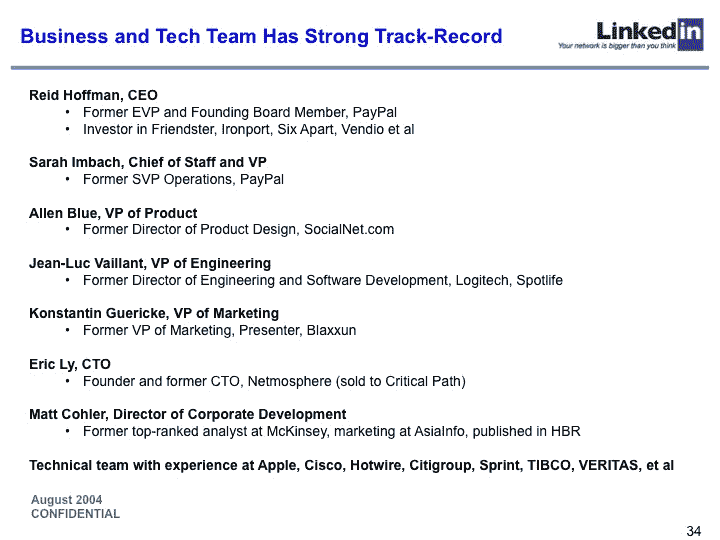 Business and Tech Team Has Strong Track-Record
Linkedin
Your network is bigger than you think
Reid Hoffman, CEO
• Former EVP and Founding Board Member, PayPal
• Investor in Friendster, Ironport, Six Apart, Vendio et al
Sarah Imbach, Chief of Staff and VP
• Former SVP Operations, PayPal
Allen Blue, VP of Product
• Former Director of Product Design, SocialNet.com
Jean-Luc Vaillant, VP of Engineering
• Former Director of Engineering and Software Development, Logitech, Spotlife
Konstantin Guericke, VP of Marketing
• Former VP of Marketing, Presenter, Blaxxun
Eric Ly, CTO
• Founder and former CTO, Netmosphere (sold to Critical Path)
Matt Cohler, Director of Corporate Development
• Former top-ranked analyst at McKinsey, marketing at AsiaInfo, published in HBR
Technical team with experience at Apple, Cisco, Hotwire, Citigroup, Sprint, TIBCO, VERITAS, et al
August 2004
CONFIDENTIAL
34